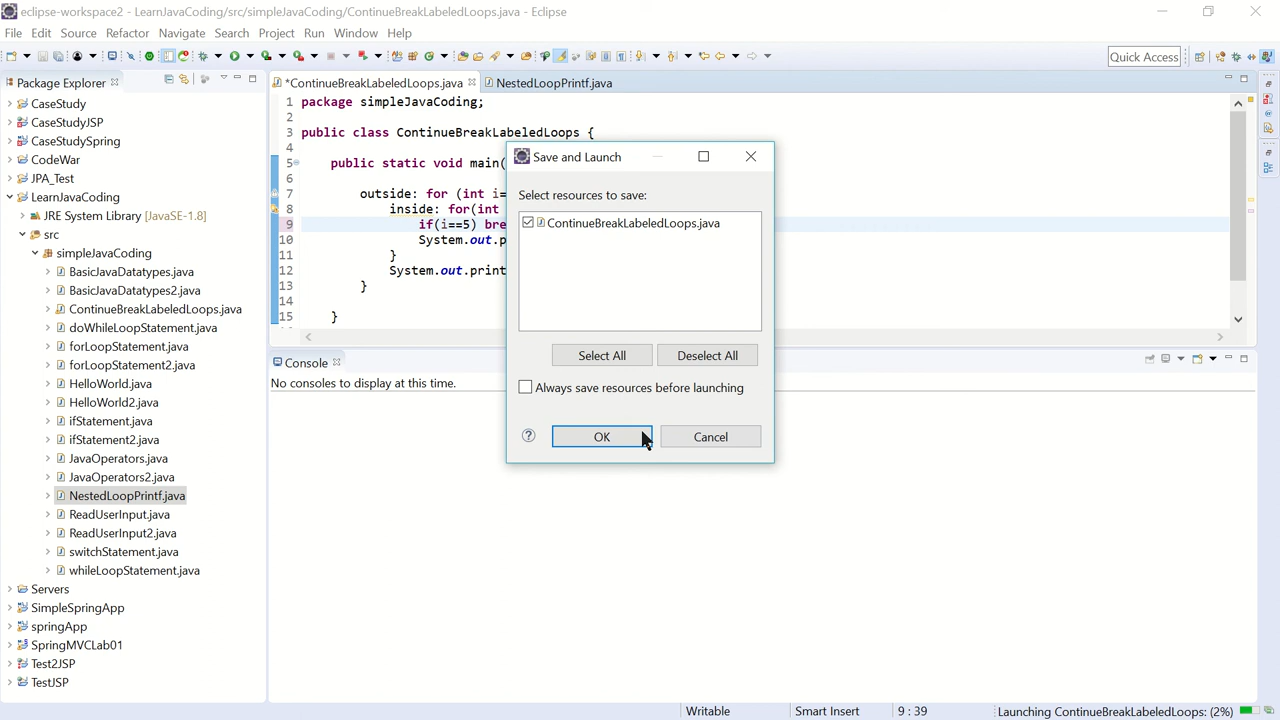 eclipse-workspace2 - LearnJavaCoding/src/simpleJavaCoding/ContinueBreakLabeledLoops.java - Eclipse
File Edit Source Refactor Navigate Search Project Run Window Help
Quick Access
Package Explorer
CaseStudy
CaseStudyJSP
CaseStudySpring
CodeWar
JPA_Test
LearnJavaCoding
JRE System Library [JavaSE-1.8]
src
simpleJavaCoding
BasicJavaDatatypes.java
BasicJavaDatatypes2.java
ContinueBreakLabeledLoops.java
doWhileLoopStatement.java
forLoopStatement.java
forLoopStatement2.java
HelloWorld.java
HelloWorld2.java
ifStatement.java
ifStatement2.java
JavaOperators.java
JavaOperators2.java
NestedLoopPrintf.java
ReadUserInput.java
ReadUserInput2.java
switchStatement.java
whileLoopStatement.java
Servers
SimpleSpringApp
springApp
SpringMVCLab01
Test2JSP
TestJSP
*ContinueBreakLabeledLoops.java NestedLoopPrintf.java
1 package simpleJavaCoding;
2
3 public class ContinueBreakLabeledLoops {
4
5 public static void main(
6
7 outside: for (int i=
8 inside: for(int
9 if(i==5) bre
10 System.out.p
11 }
12 System.out.print
13 }
14
15 }
Save and Launch
Select resources to save:
ContinueBreakLabeledLoops.java
Select All Deselect All
Always save resources before launching
OK Cancel
Console
No consoles to display at this time.
Writable Smart Insert 9 : 39 Launching ContinueBreakLabeledLoops: (2%)